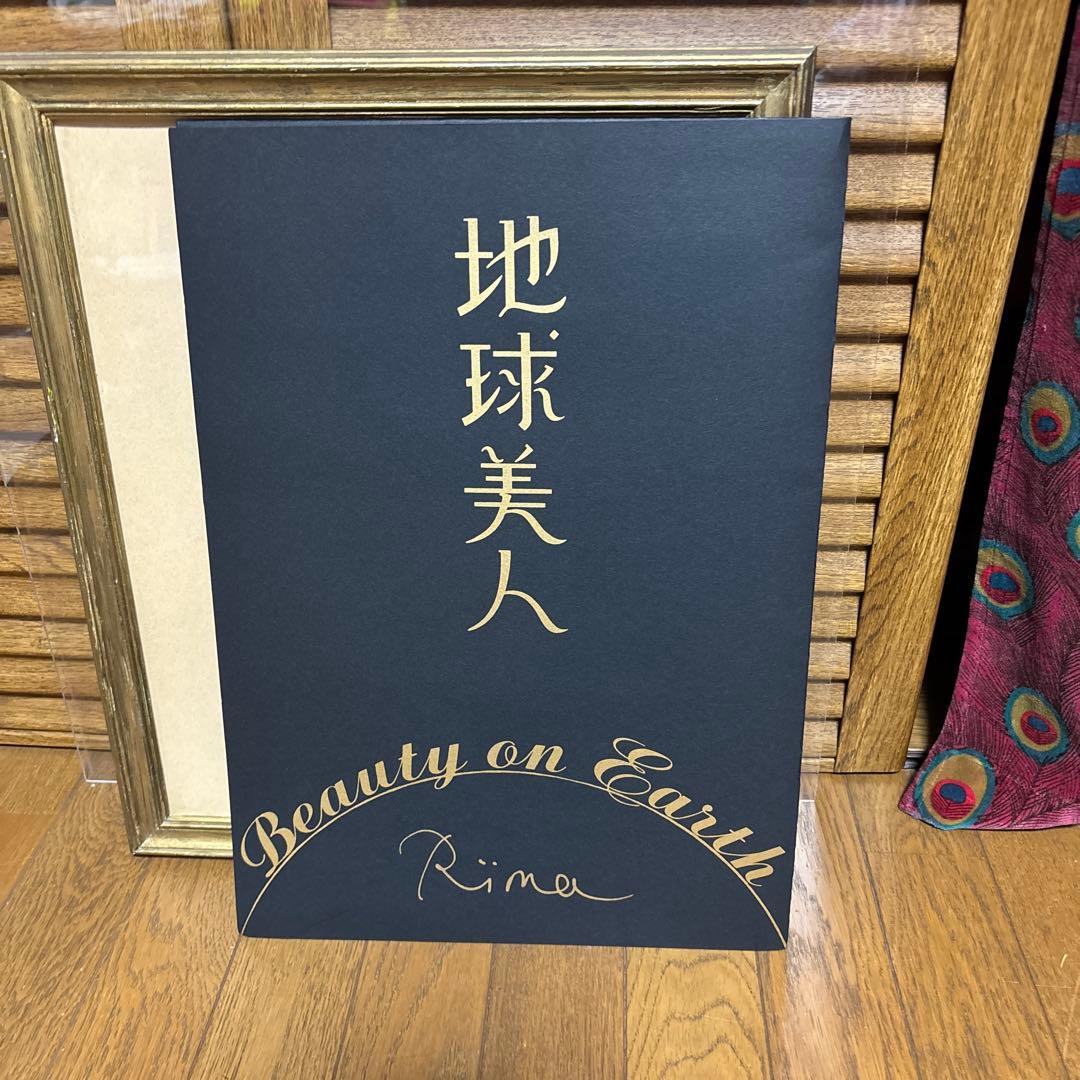 地球美人
Beauty on Earth
Rïma